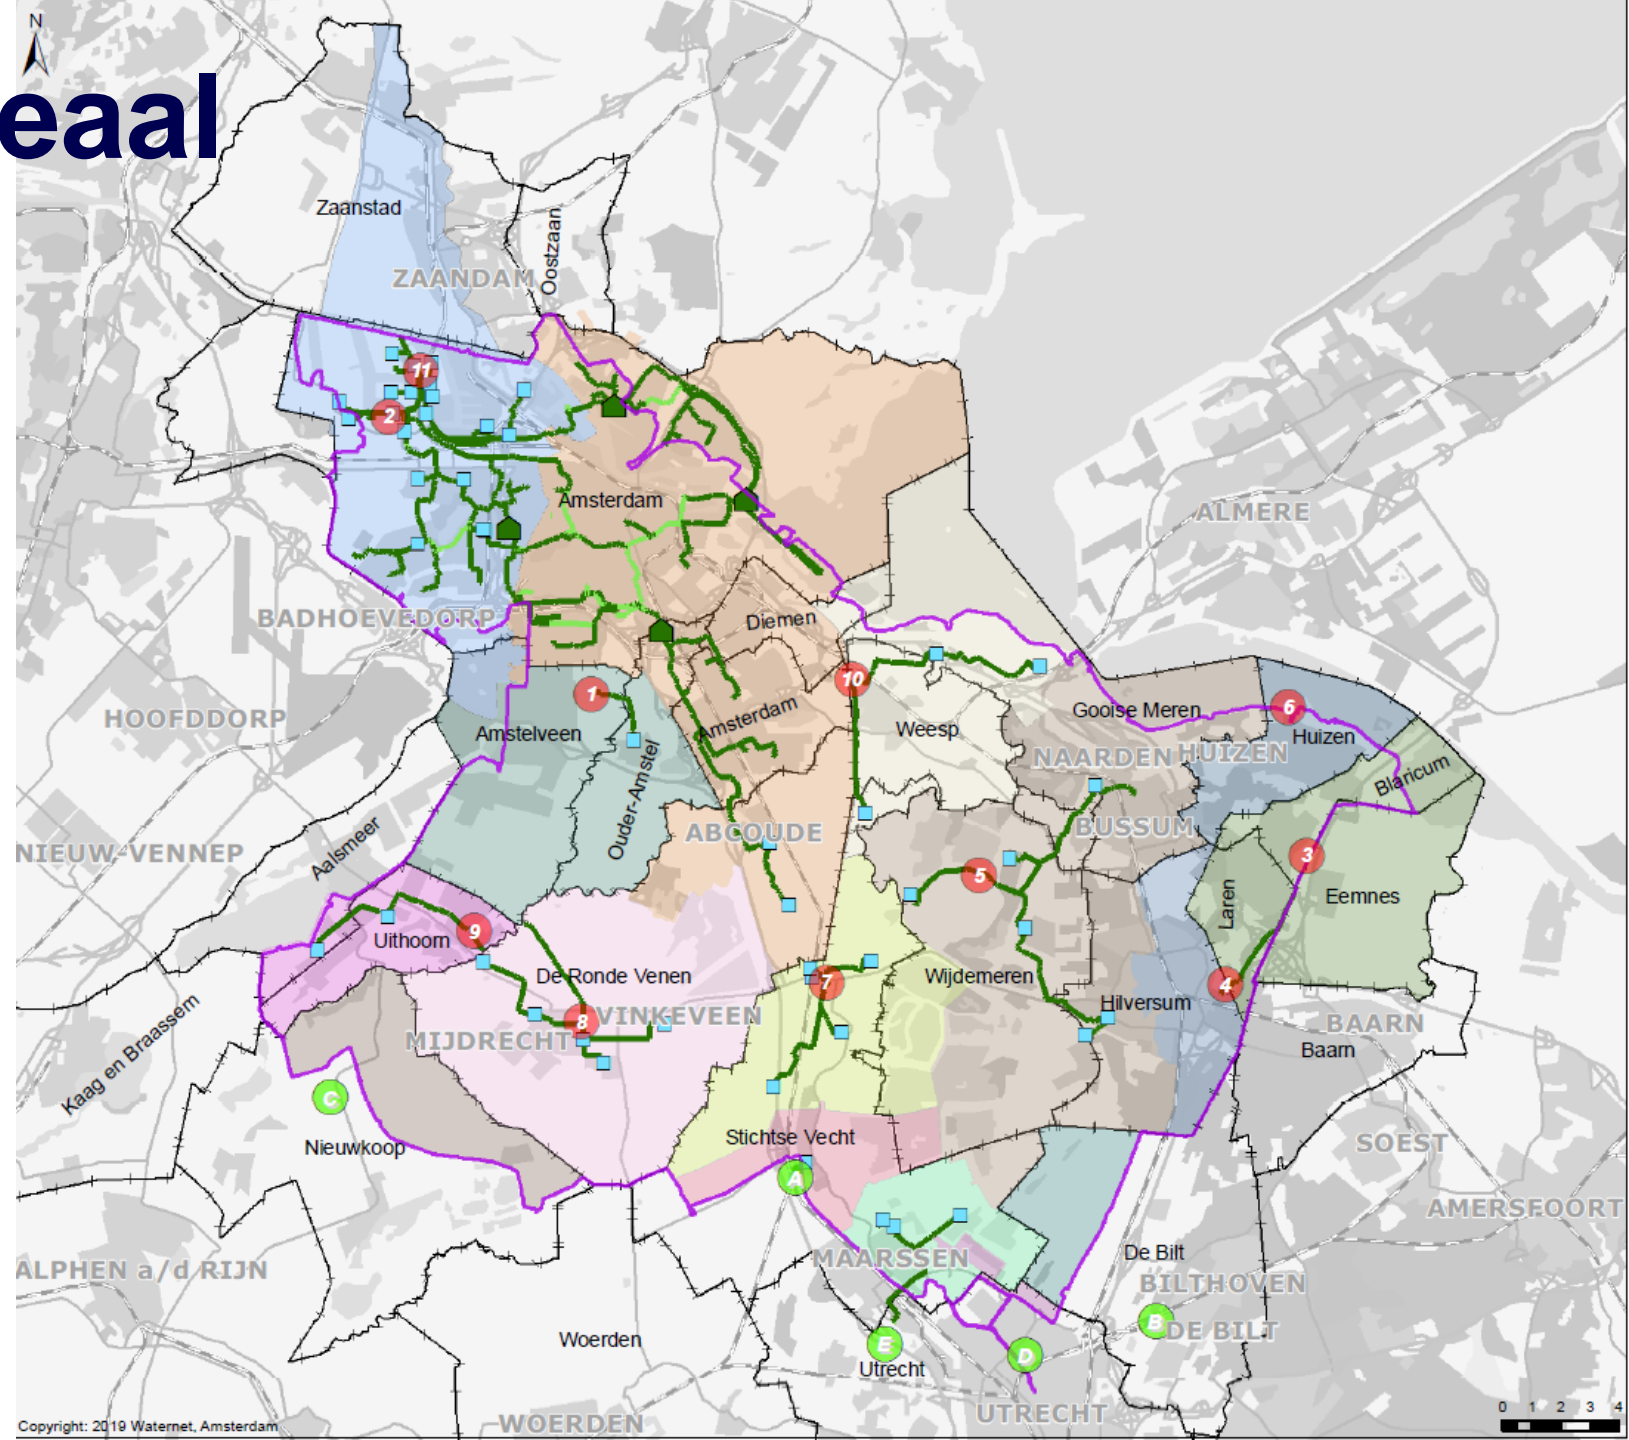 N
eaal
Zaanstad
Oostzaan
ZAANDAM
11
2
Amsterdam
ALMERE
BADHOEVEDORP
Diemen
10
1
6
HOOFDDORP
Amstelveen
Amsterdam
Weesp
Gooise Meren
Huizen
NAARDEN
HUIZEN
Ouder-Amstel
Blaricum
ABCOUDE
BUSSUM
NIEUW-VENNEP
Aalsmeer
3
5
Laren
Eemnes
9
Uithoorn
De Ronde Venen
7
Wijdemeren
4
Hilversum
8
VINKEVEEN
MIJDRECHT
BAARN
Baarn
Kaag en Braassem
C
Nieuwkoop
Stichtse Vecht
SOEST
A
AMERSFOORT
ALPHEN a/d RIJN
MAARSSEN
De Bilt
BILTHOVEN
B
DE BILT
Woerden
E
D
Utrecht
UTRECHT
WOERDEN
0 1 2 3 4
Copyright: 2019 Waternet, Amsterdam